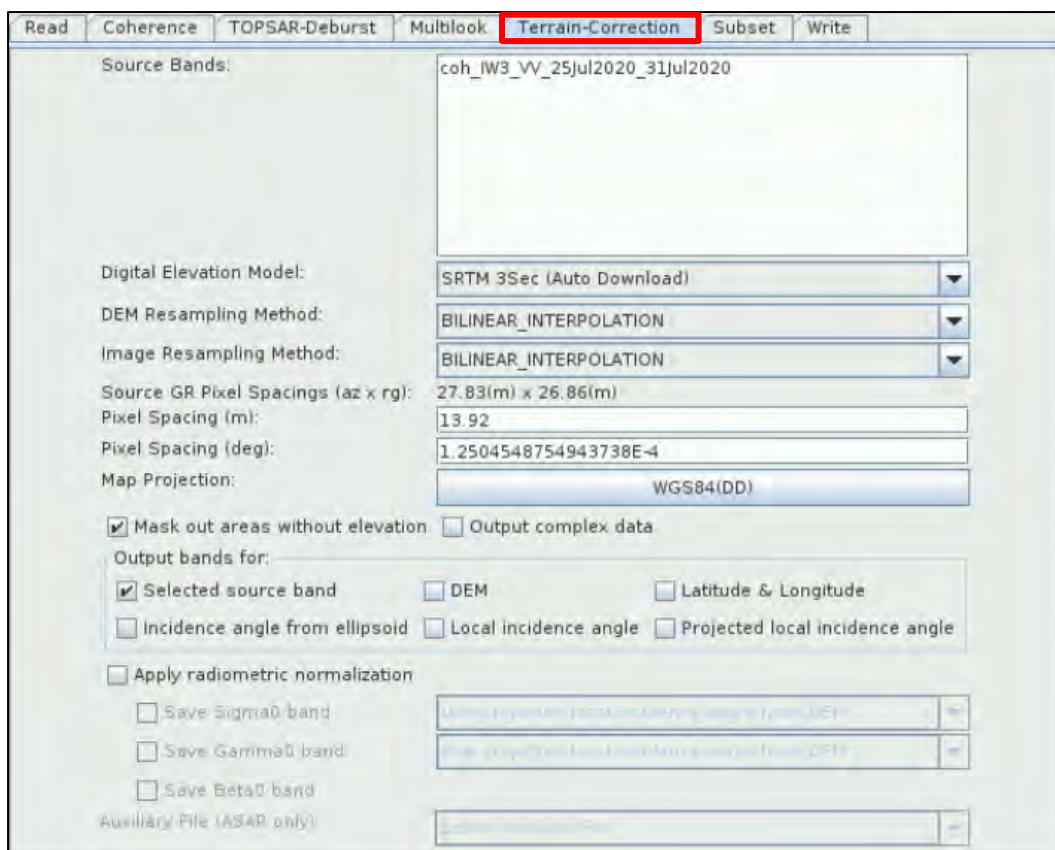 Read Coherence TOPSAR-Deburst Multilook Terrain-Correction Subset Write
Source Bands: coh_IW3_VV_25Jul2020_31Jul2020
Digital Elevation Model: SRTM 3Sec (Auto Download)
DEM Resampling Method: BILINEAR_INTERPOLATION
Image Resampling Method: BILINEAR_INTERPOLATION
Source GR Pixel Spacings (az x rg): 27.83(m) x 26.86(m)
Pixel Spacing (m): 13.92
Pixel Spacing (deg): 1.2504548754943738E-4
Map Projection: WGS84(DD)
Mask out areas without elevation Output complex data
Output bands for:
Selected source band DEM Latitude & Longitude
Incidence angle from ellipsoid Local incidence angle Projected local incidence angle
Apply radiometric normalization
Save Sigma0 band
Save Gamma0 band
Save Beta0 band
Auxiliary File (ASAR only)